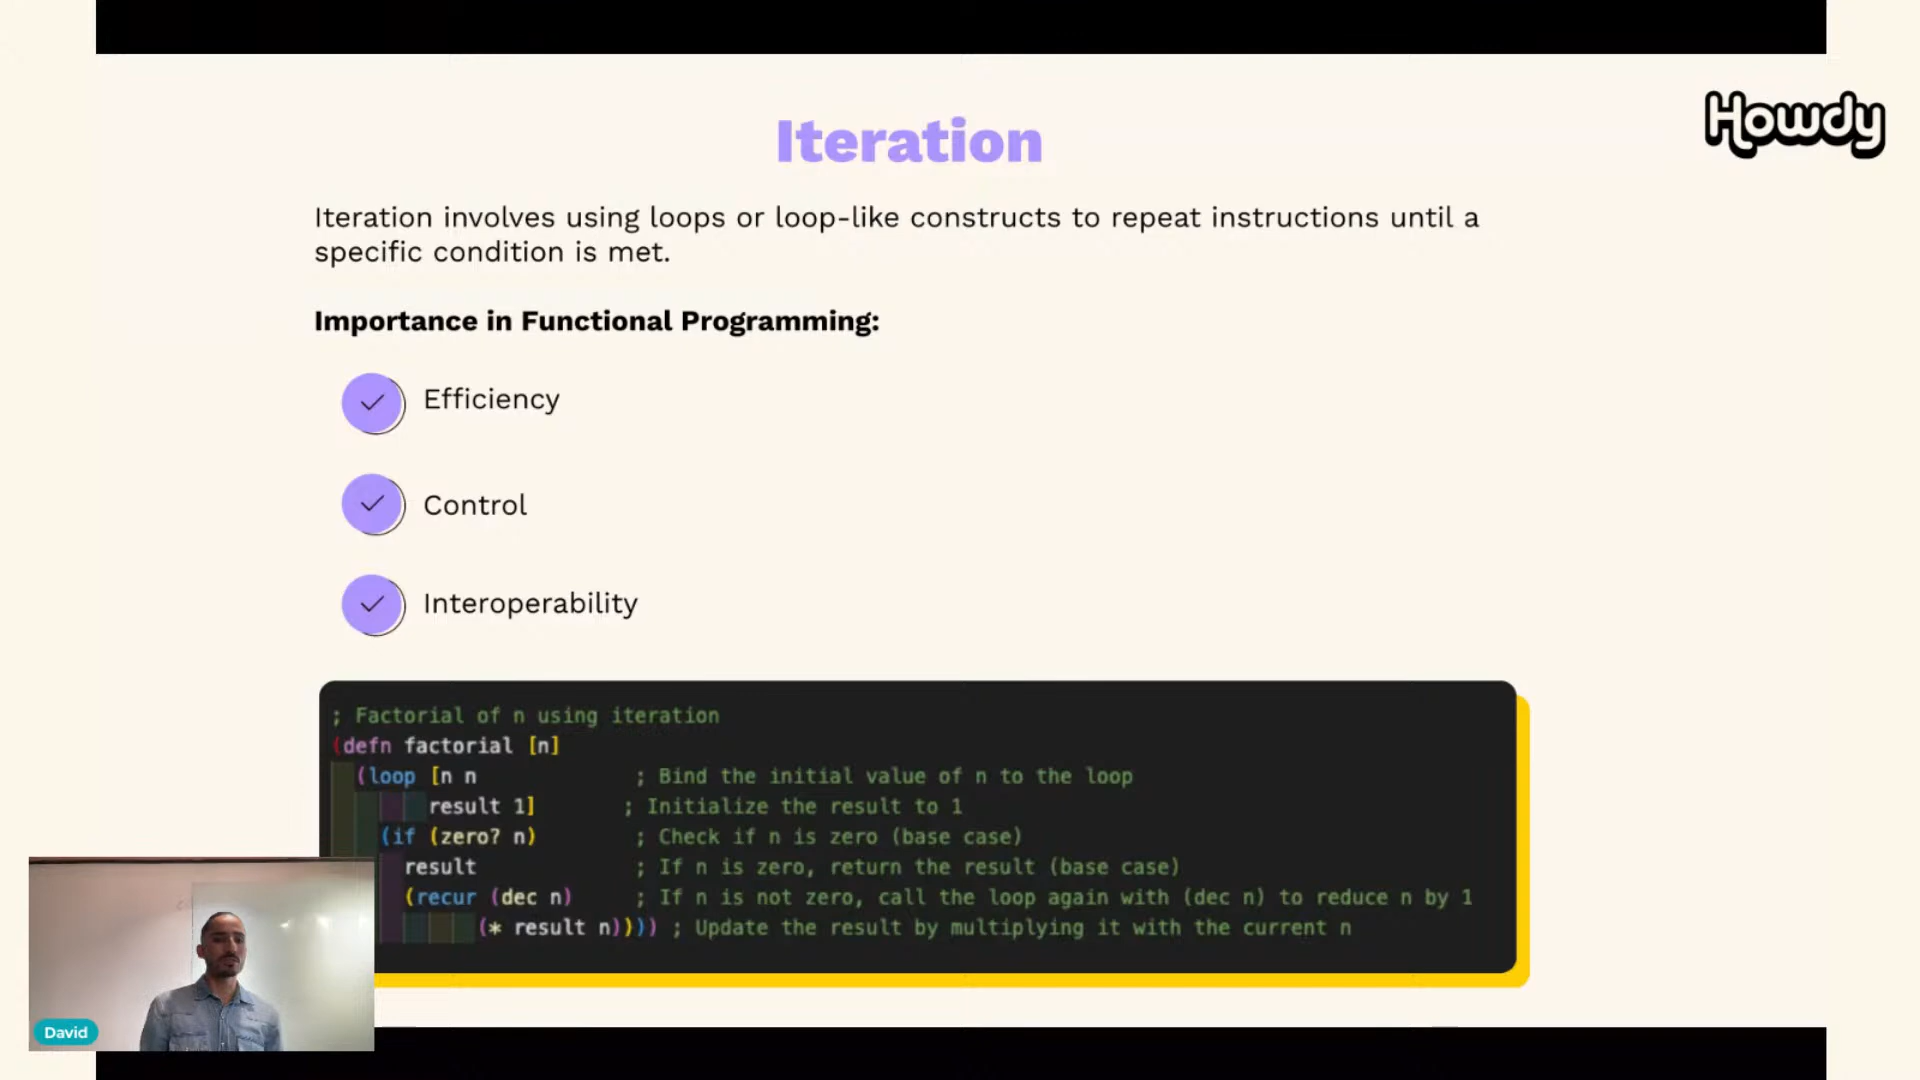 Howdy
Iteration
Iteration involves using loops or loop-like constructs to repeat instructions until a
specific condition is met.
Importance in Functional Programming:
Efficiency
Control
Interoperability
; Factorial of n using iteration
(defn factorial [n]
(loop [n n ; Bind the initial value of n to the loop
result 1] ; Initialize the result to 1
(if (zero? n) ; Check if n is zero (base case)
result ; If n is zero, return the result (base case)
(recur (dec n) ; If n is not zero, call the loop again with (dec n) to reduce n by 1
(* result n)))) ; Update the result by multiplying it with the current n
David